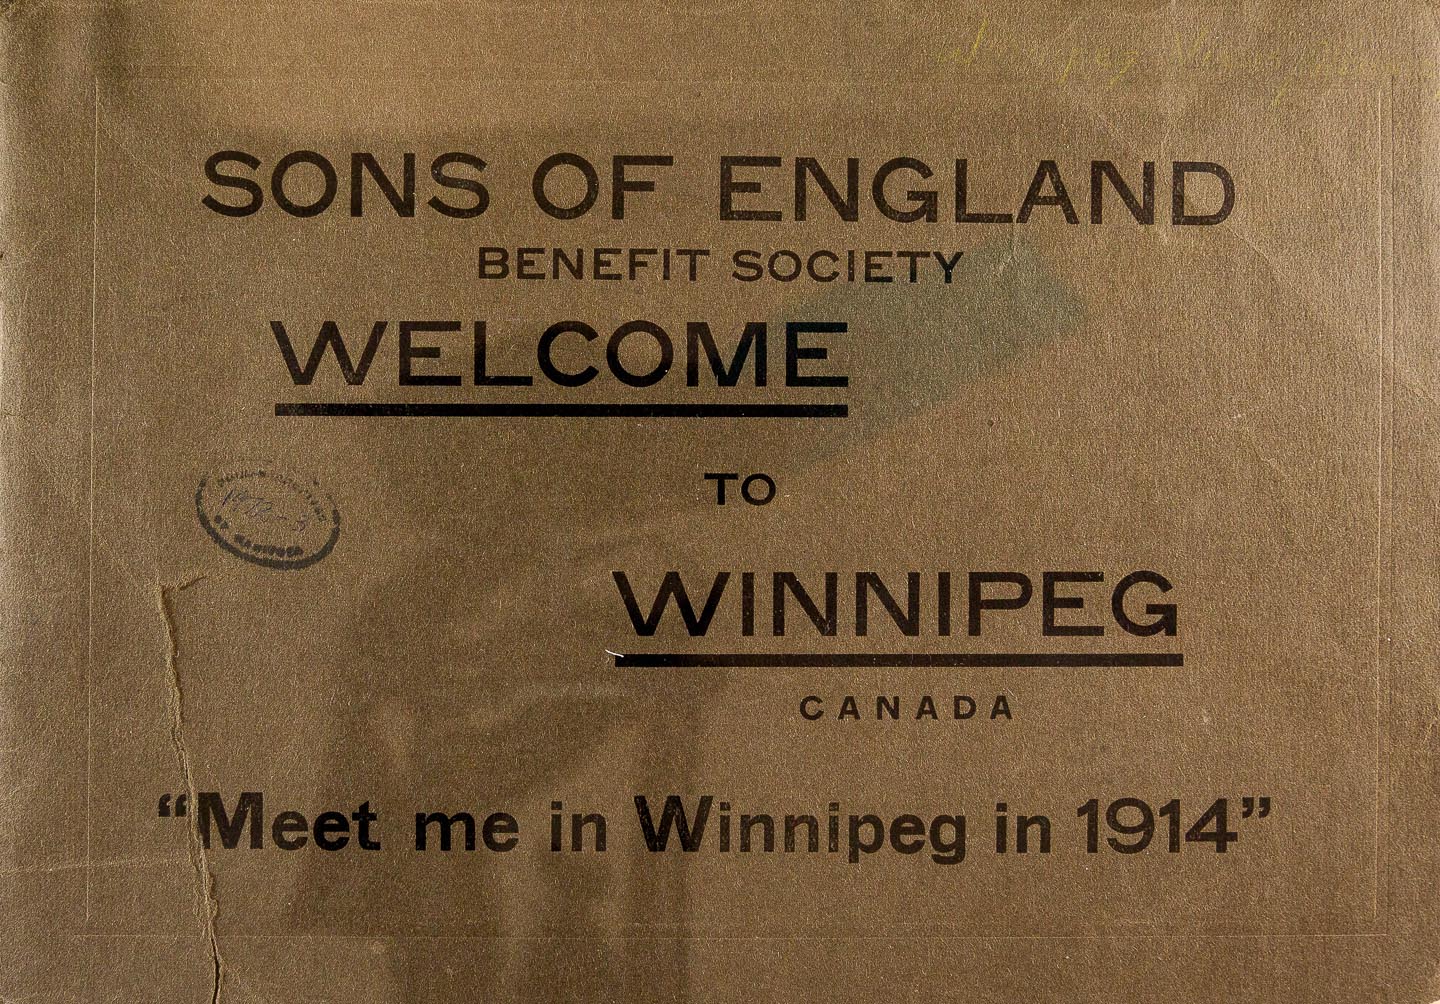 SONS OF ENGLAND
BENEFIT SOCIETY
WELCOME
TO
WINNIPEG
CANADA
“Meet me in Winnipeg in 1914”